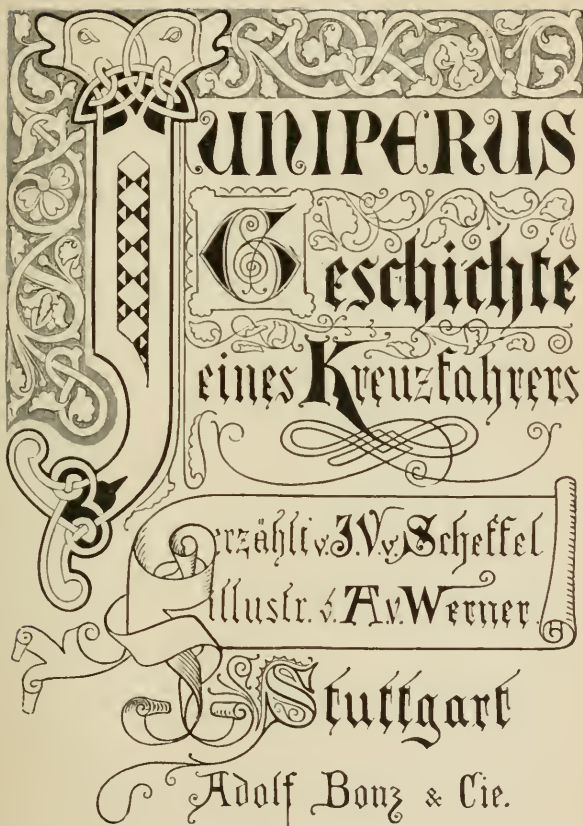 JUNIPERUS
Geschichte
eines Kreuzfahrers
erzählt v. J. V. v. Scheffel
illustr. v. A. v. Werner.
Stuttgart
Adolf Bonz & Cie.